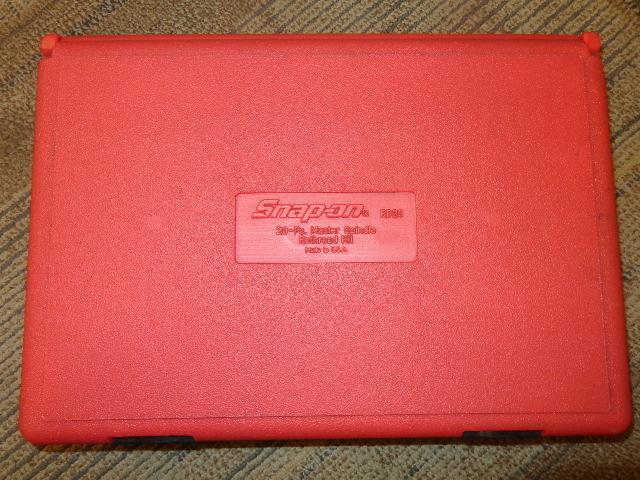 Snap-on® RD20
20-Pc. Master Spindle
Rethread Kit
Made in U.S.A.